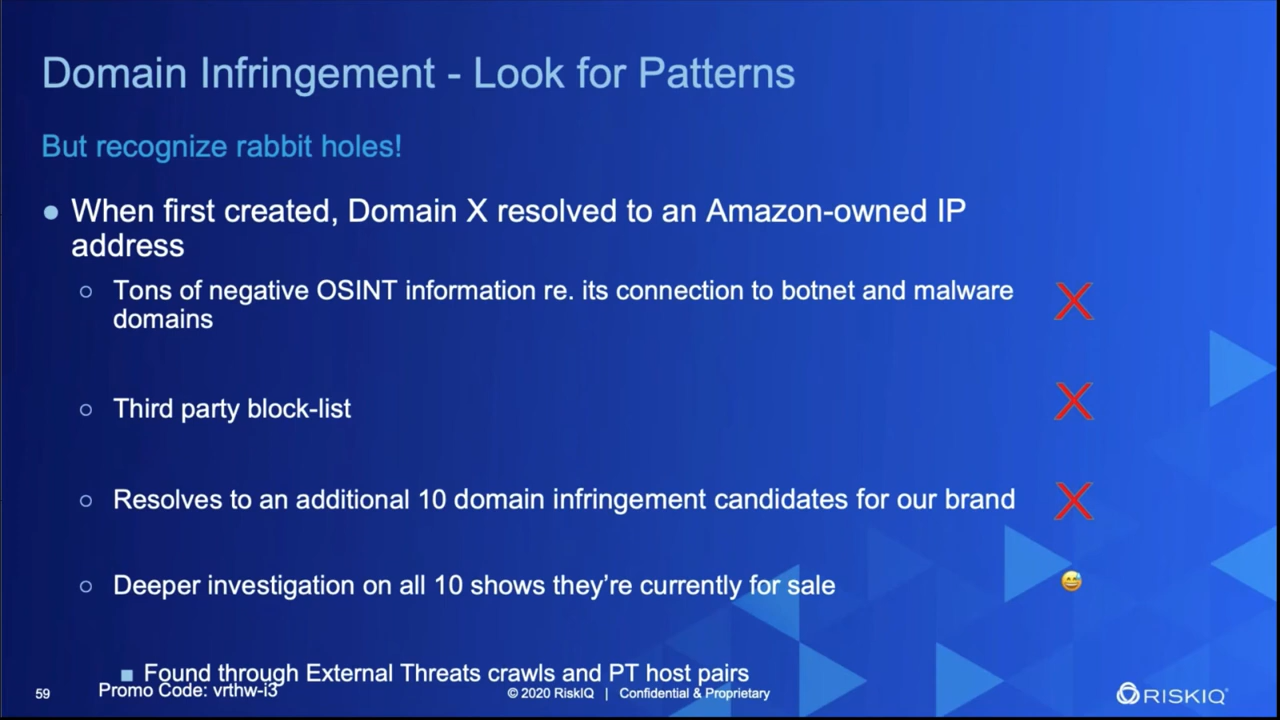 Domain Infringement - Look for Patterns
But recognize rabbit holes!
● When first created, Domain X resolved to an Amazon-owned IP
address
○ Tons of negative OSINT information re. its connection to botnet and malware
domains
○ Third party block-list
○ Resolves to an additional 10 domain infringement candidates for our brand
○ Deeper investigation on all 10 shows they’re currently for sale
■ Found through External Threats crawls and PT host pairs
59
Promo Code: vrthw-i3
© 2020 RiskIQ | Confidential & Proprietary
RISKIQ